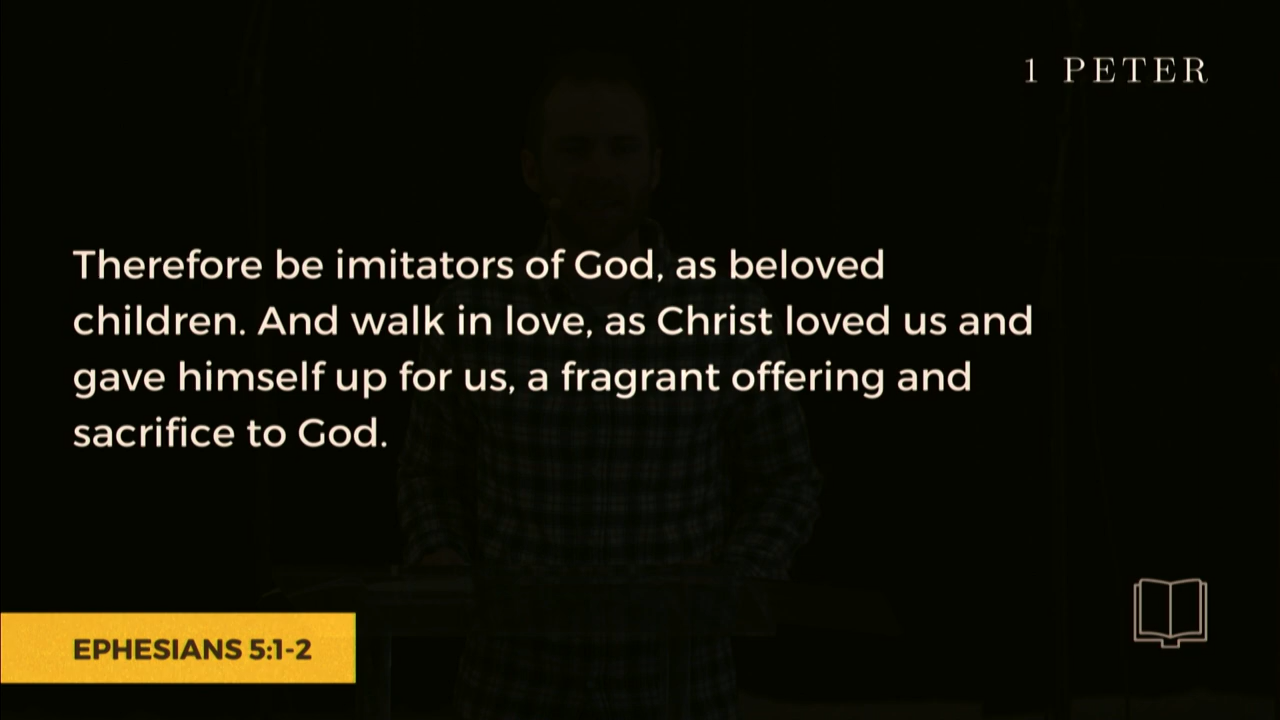 1 PETER
Therefore be imitators of God, as beloved
children. And walk in love, as Christ loved us and
gave himself up for us, a fragrant offering and
sacrifice to God.
EPHESIANS 5:1-2